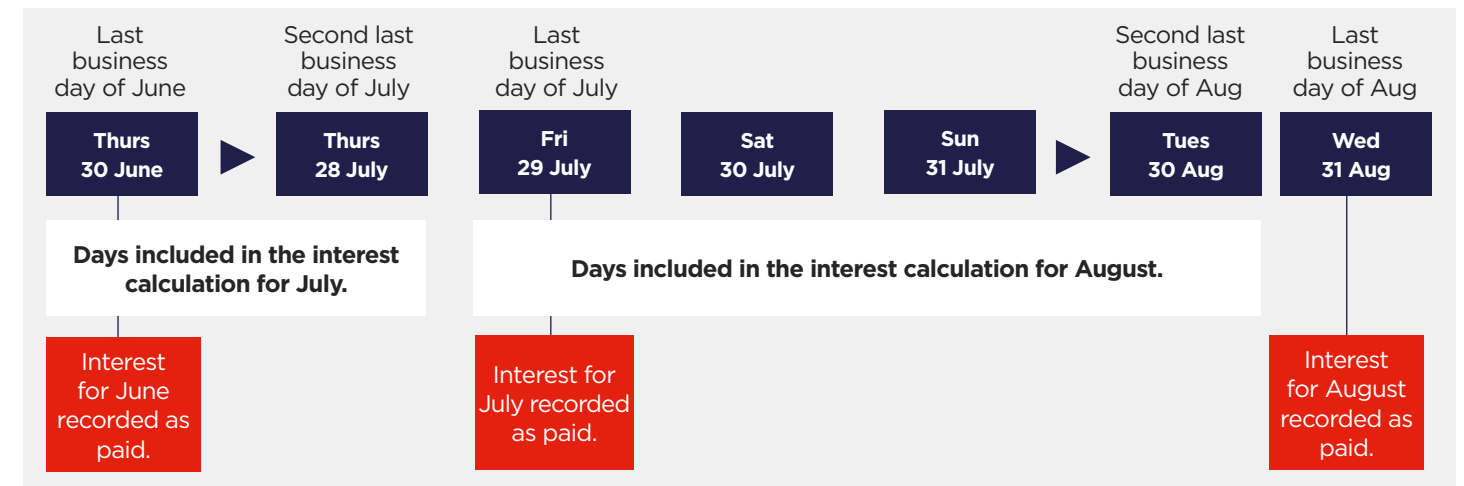 Last
business
day of June
Second last
business
day of July
Last
business
day of July
Second last
business
day of Aug
Last
business
day of Aug
Thurs
30 June
Thurs
28 July
Fri
29 July
Sat
30 July
Sun
31 July
Tues
30 Aug
Wed
31 Aug
Days included in the interest
calculation for July.
Days included in the interest calculation for August.
Interest
for June
recorded as
paid.
Interest for
July recorded
as paid.
Interest
for August
recorded as
paid.